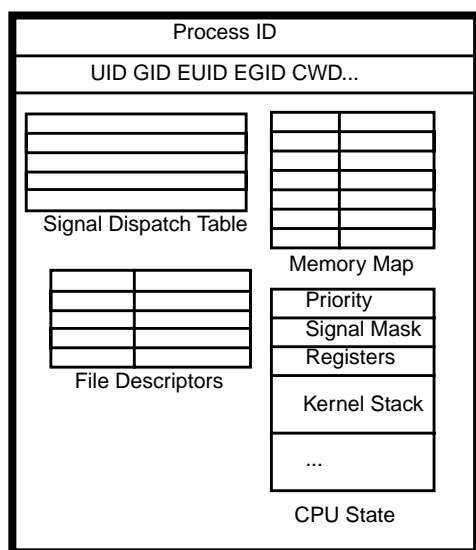 Process ID
UID GID EUID EGID CWD...
Signal Dispatch Table
Memory Map
File Descriptors
Priority
Signal Mask
Registers
Kernel Stack
...
CPU State